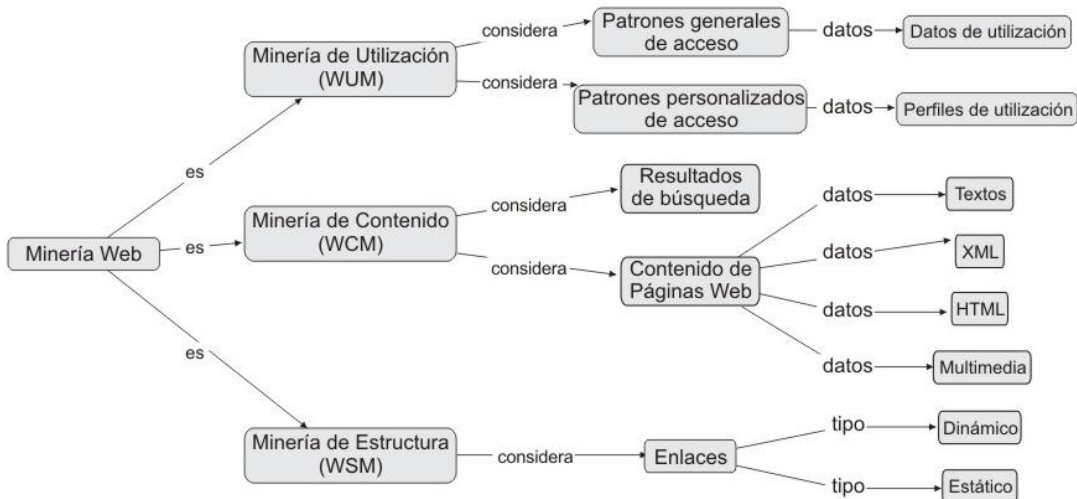 Minería Web
es
Minería de Utilización
(WUM)
considera
Patrones generales
de acceso
datos
Datos de utilización
considera
Patrones personalizados
de acceso
datos
Perfiles de utilización
es
Minería de Contenido
(WCM)
considera
Resultados
de búsqueda
considera
Contenido de
Páginas Web
datos
Textos
datos
XML
datos
HTML
datos
Multimedia
es
Minería de Estructura
(WSM)
considera
Enlaces
tipo
Dinámico
tipo
Estático